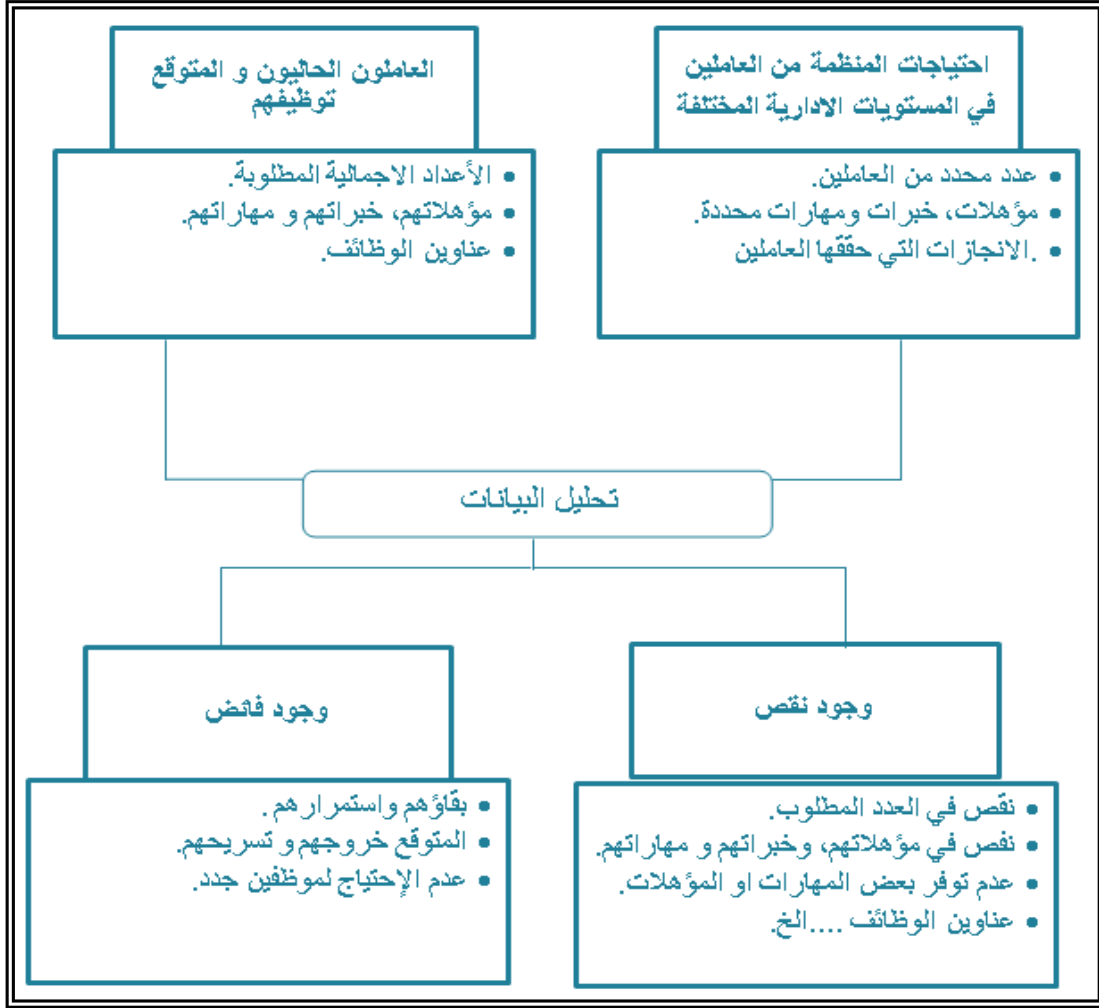 احتياجات المنظمة من العاملين
في المستويات الادارية المختلفة
• عدد محدد من العاملين.
• مؤهلات، خبرات ومهارات محددة.
• .الانجازات التي حققها العاملين
العاملون الحاليون و المتوقع
توظيفهم
• الأعداد الاجمالية المطلوبة.
• مؤهلاتهم، خبراتهم و مهاراتهم.
• عناوين الوظائف.
تحليل البيانات
وجود نقص
• نقص في العدد المطلوب.
• نفص في مؤهلاتهم، وخبراتهم و مهاراتهم.
• عدم توفر بعض المهارات او المؤهلات.
• عناوين الوظائف ....الخ.
وجود فائض
• بقاؤهم واستمرارهم.
• المتوقع خروجهم و تسريحهم.
• عدم الإحتياج لموظفين جدد.